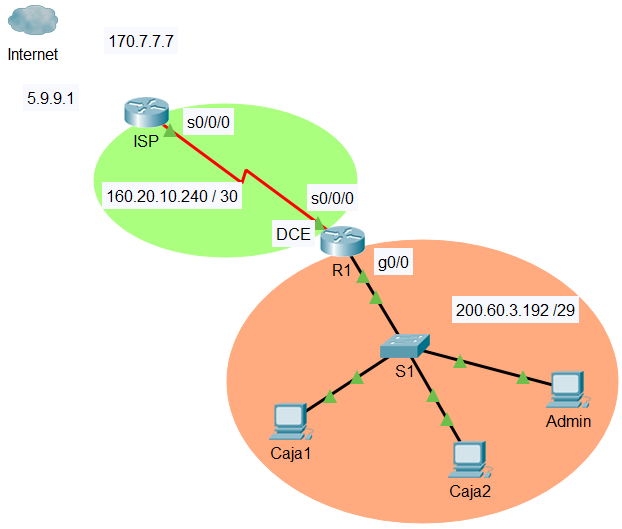 170.7.7.7
Internet
5.9.9.1
s0/0/0
ISP
160.20.10.240 / 30
s0/0/0
DCE
R1
g0/0
200.60.3.192 /29
S1
Admin
Caja1
Caja2